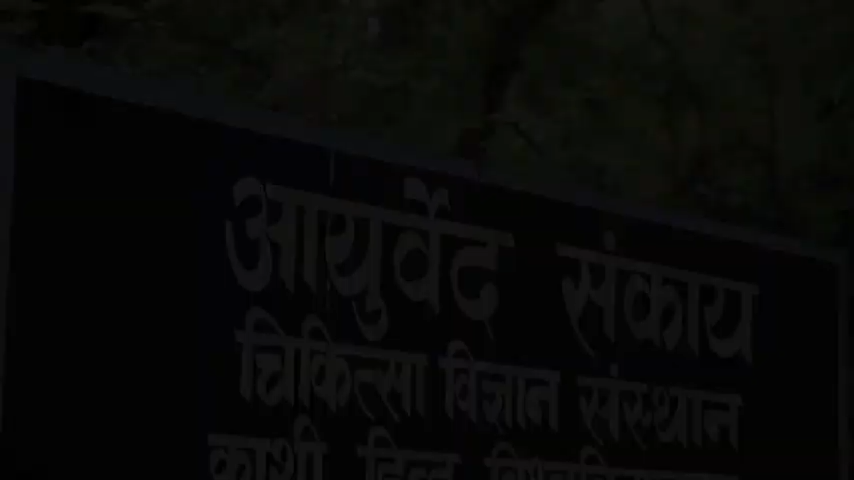 आयुर्वेद संकाय
चिकित्सा विज्ञान संस्थान
काशी